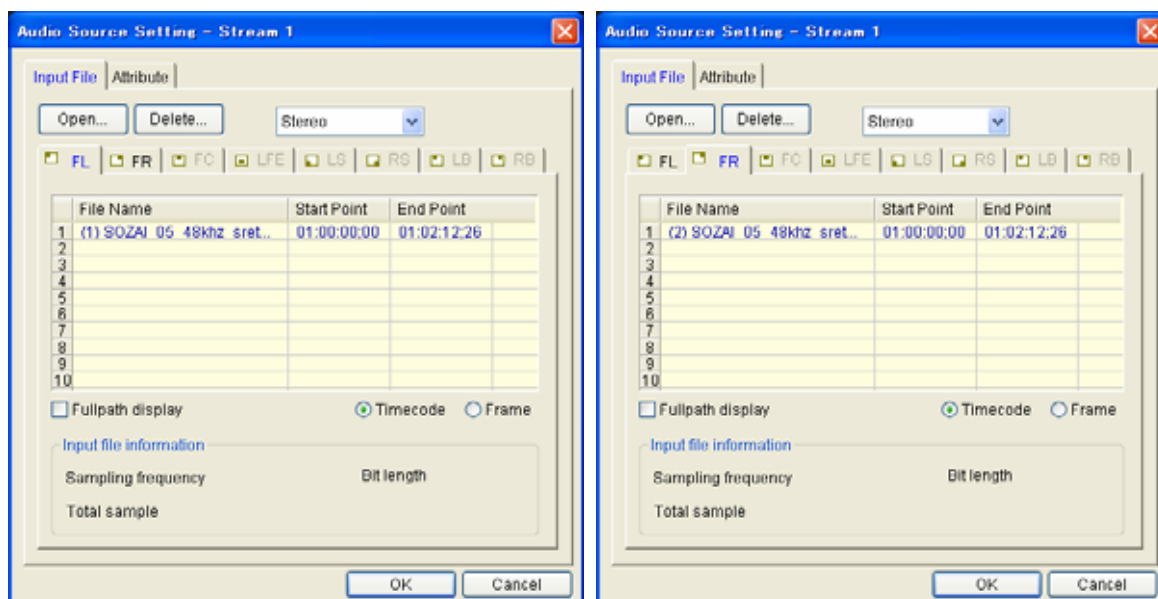 Audio Source Setting - Stream 1
Input File Attribute
Open... Delete... Stereo
FL FR FC LFE LS RS LB RB
File Name Start Point End Point
1 (1) SOZAI_05_48khz_sret... 01:00:00;00 01:02:12;26
2
3
4
5
6
7
8
9
10
Fullpath display Timecode Frame
Input file information
Sampling frequency Bit length
Total sample
OK Cancel
Audio Source Setting - Stream 1
Input File Attribute
Open... Delete... Stereo
FL FR FC LFE LS RS LB RB
File Name Start Point End Point
1 (2) SOZAI_05_48khz_sret... 01:00:00;00 01:02:12;26
2
3
4
5
6
7
8
9
10
Fullpath display Timecode Frame
Input file information
Sampling frequency Bit length
Total sample
OK Cancel